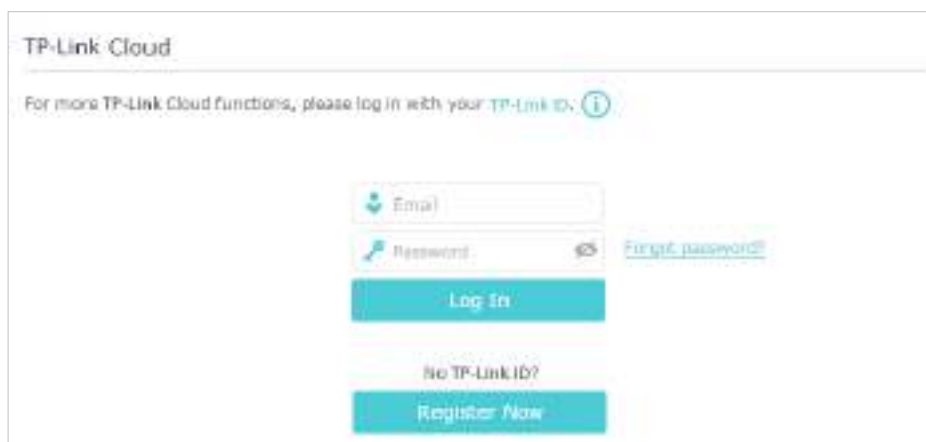 TP-Link Cloud
For more TP-Link Cloud functions, please log in with your TP-Link ID.
Email
Password
Forgot password?
Log In
No TP-Link ID?
Register Now